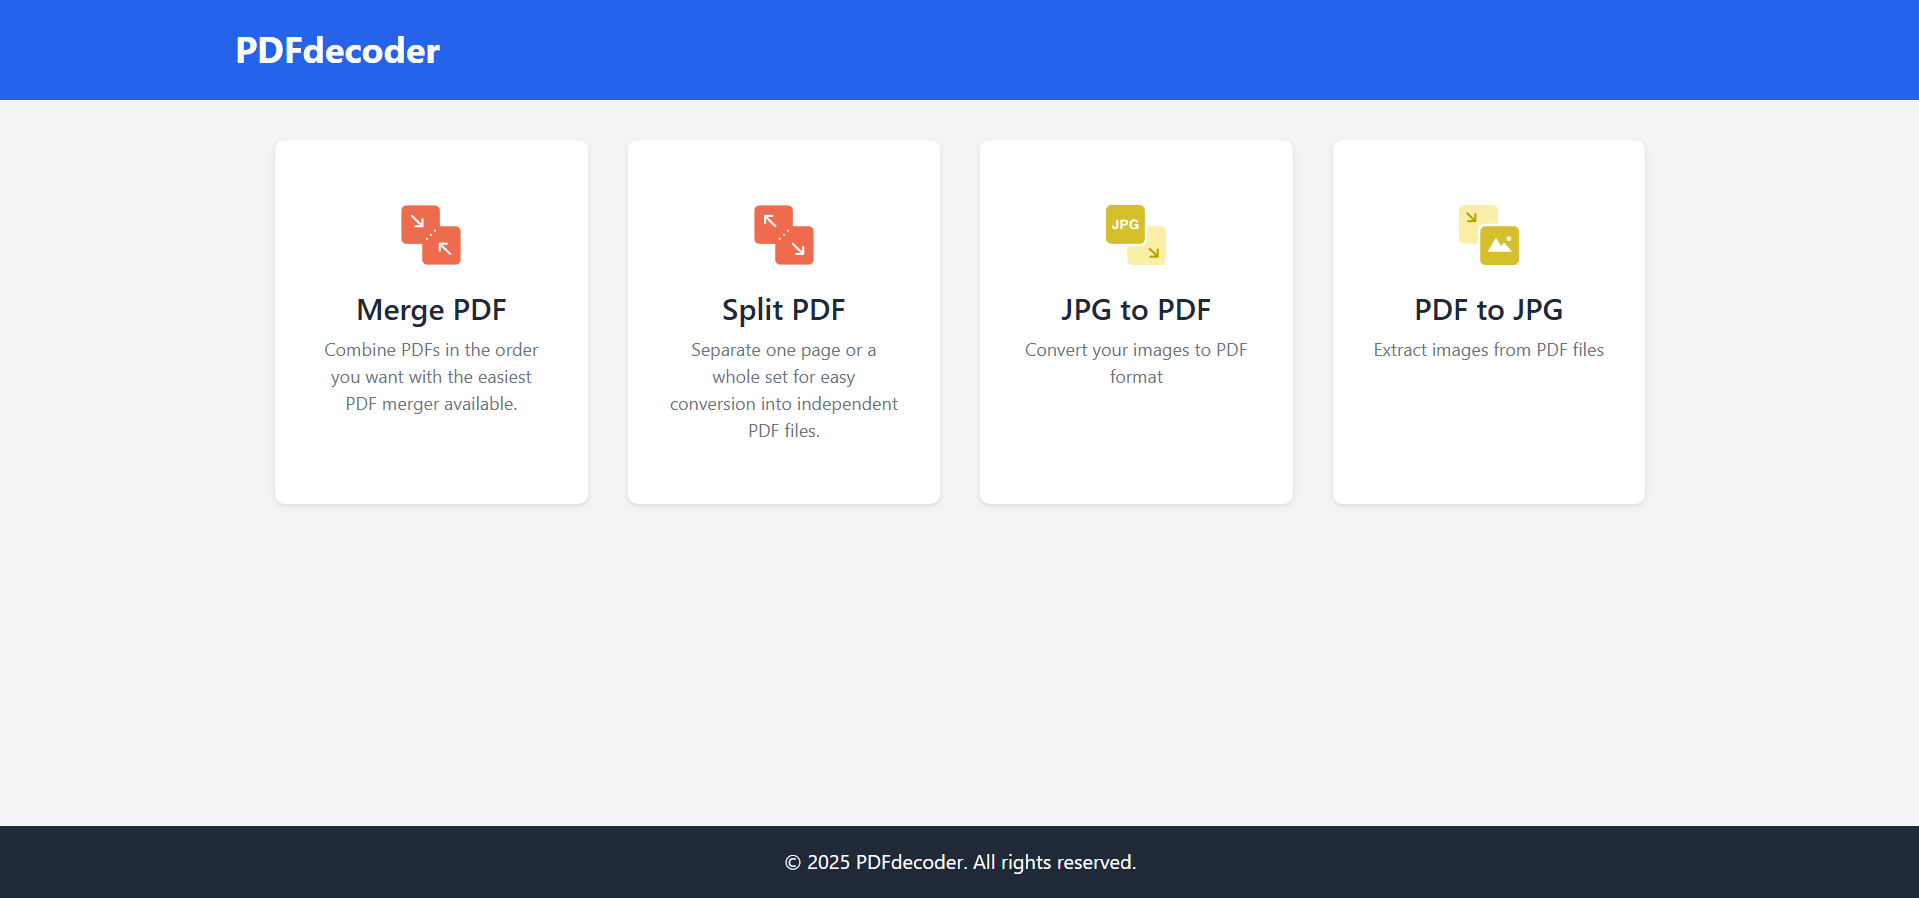 PDFdecoder
JPG
Merge PDF
Combine PDFs in the order
you want with the easiest
PDF merger available.
Split PDF
Separate one page or a
whole set for easy
conversion into independent
PDF files.
JPG to PDF
Convert your images to PDF
format
PDF to JPG
Extract images from PDF files
© 2025 PDFdecoder. All rights reserved.